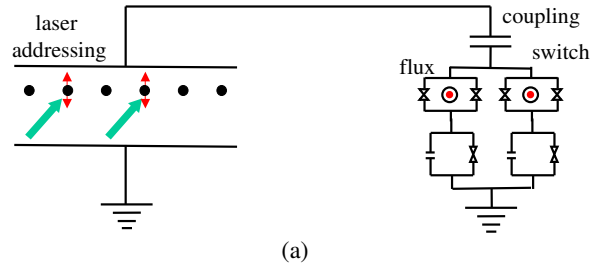 laser
addressing
coupling
flux
switch
(a)